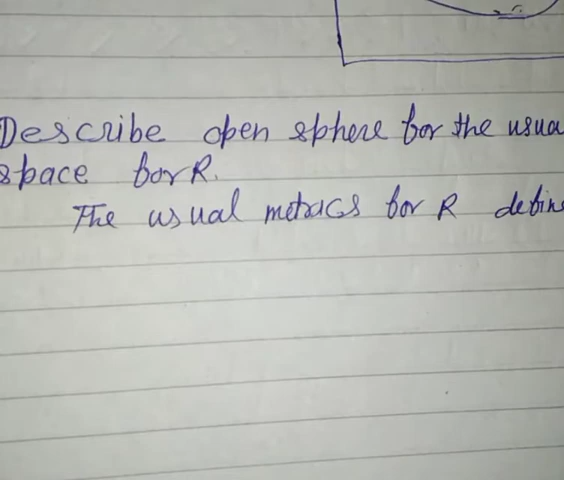 Describe open sphere for the usua
space for R.
The usual metrics for R defin